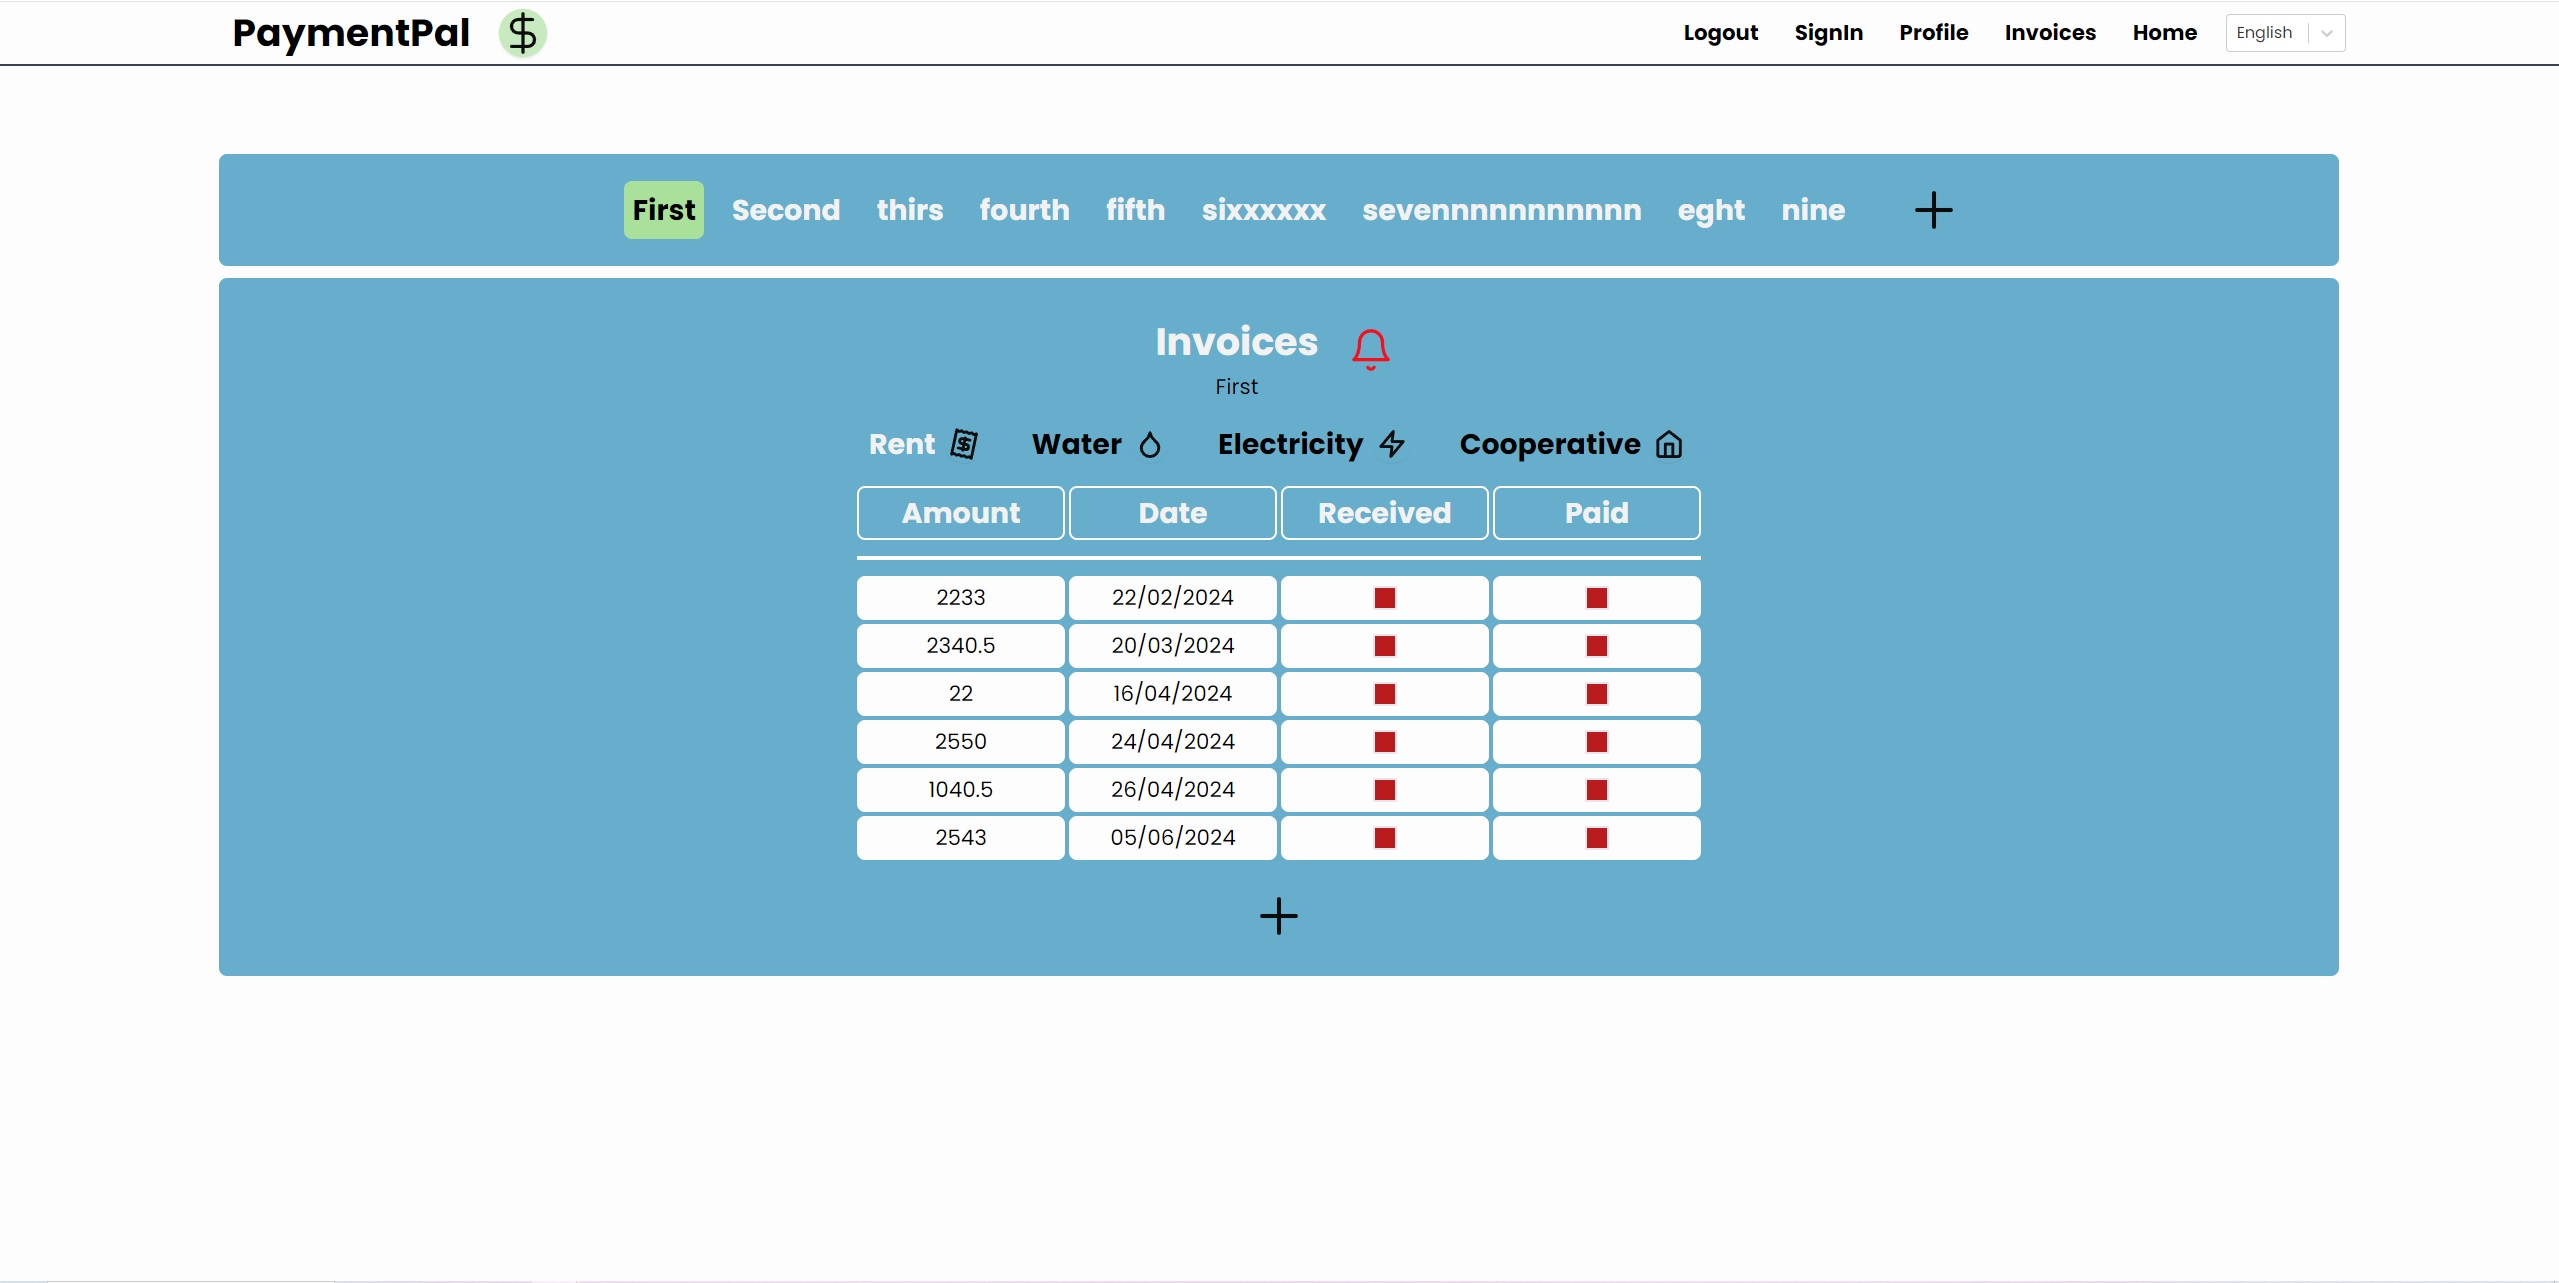 PaymentPal $ Logout SignIn Profile Invoices Home English
First Second thirs fourth fifth sixxxxxx sevennnnnnnnnnn eght nine
Invoices
First
Rent Water Electricity Cooperative
Amount Date Received Paid
2233 22/02/2024
2340.5 20/03/2024
22 16/04/2024
2550 24/04/2024
1040.5 26/04/2024
2543 05/06/2024